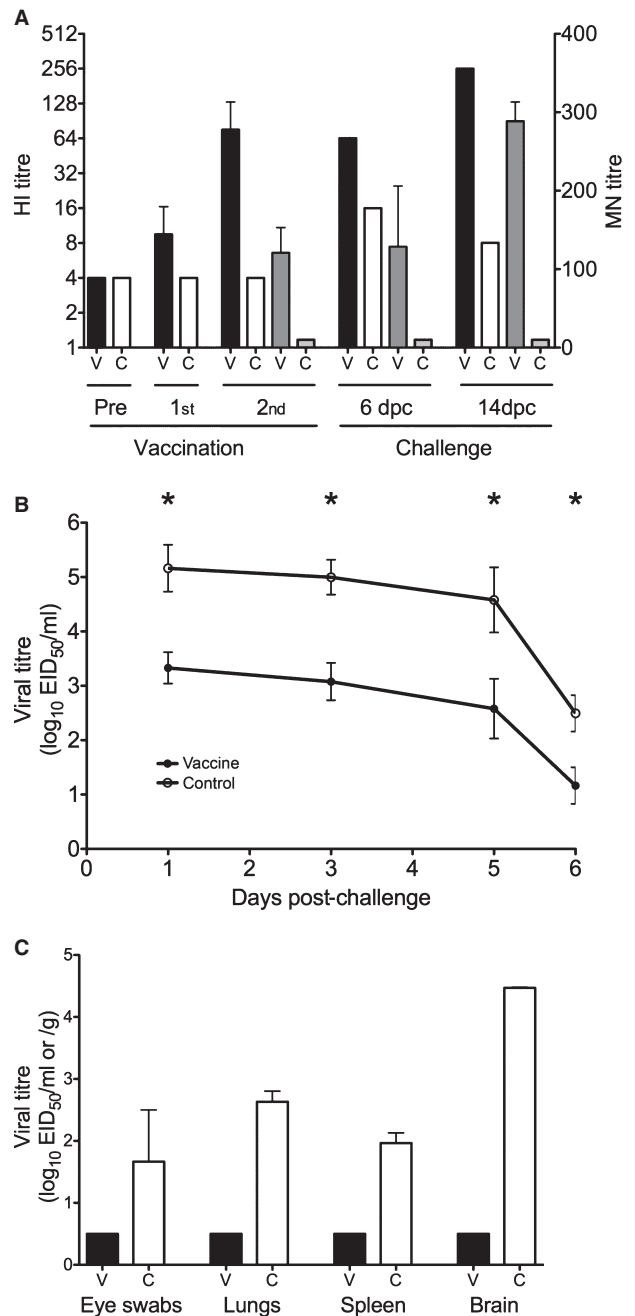 A
512 256 128 64 32 16 8 4 2 1
HI titre
400 300 200 100 0
MN titre
V C V C V C V C V C V C V C V C
Pre 1st 2nd 6 dpc 14dpc
Vaccination Challenge
B
* * * *
6 5 4 3 2 1 0
Viral titre
(log10 EID50/ml)
Vaccine
Control
0 1 2 3 4 5 6
Days post-challenge
C
5 4 3 2 1 0
Viral titre
(log10 EID50/ml or /g)
V C V C V C V C
Eye swabs Lungs Spleen Brain